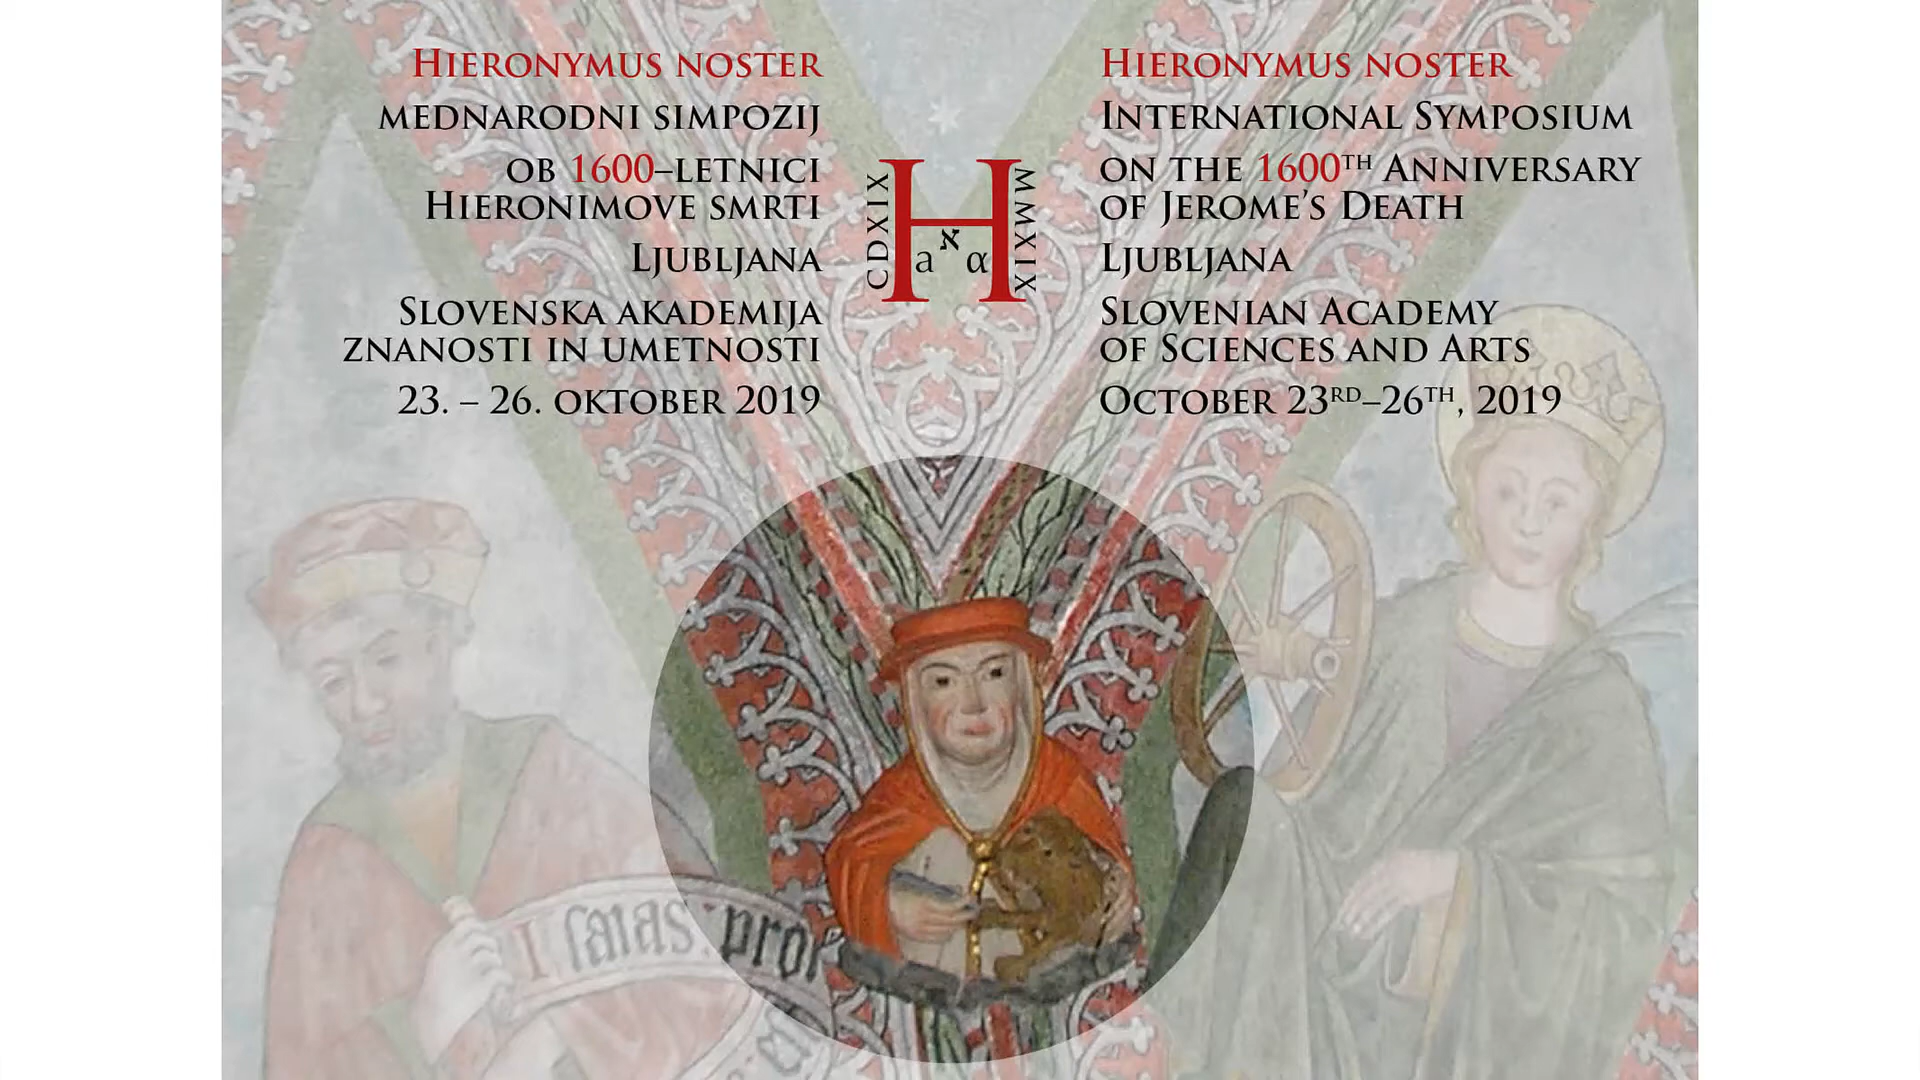 HIERONYMUS NOSTER
MEDNARODNI SIMPOZIJ
OB 1600–LETNICI
HIERONIMOVE SMRTI
LJUBLJANA
SLOVENSKA AKADEMIJA
ZNANOSTI IN UMETNOSTI
23. – 26. OKTOBER 2019
CDXIX
H
a א α
MMXIX
HIERONYMUS NOSTER
INTERNATIONAL SYMPOSIUM
ON THE 1600TH ANNIVERSARY
OF JEROME'S DEATH
LJUBLJANA
SLOVENIAN ACADEMY
OF SCIENCES AND ARTS
OCTOBER 23RD–26TH, 2019
Isaias prop